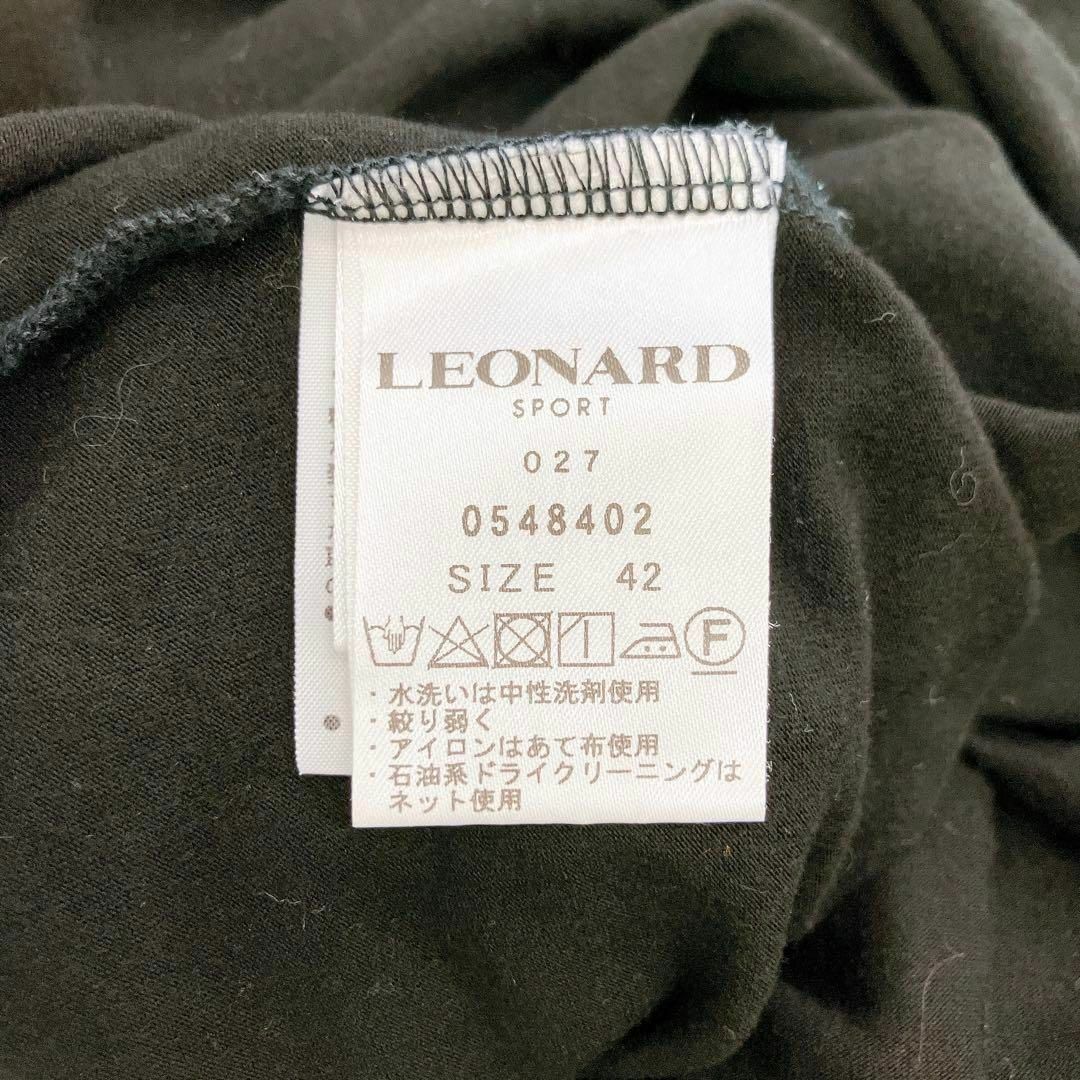 LEONARD
SPORT
027
0548402
SIZE 42
F
・水洗いは中性洗剤使用
・絞り弱く
・アイロンはあて布使用
・石油系ドライクリーニングは
ネット使用